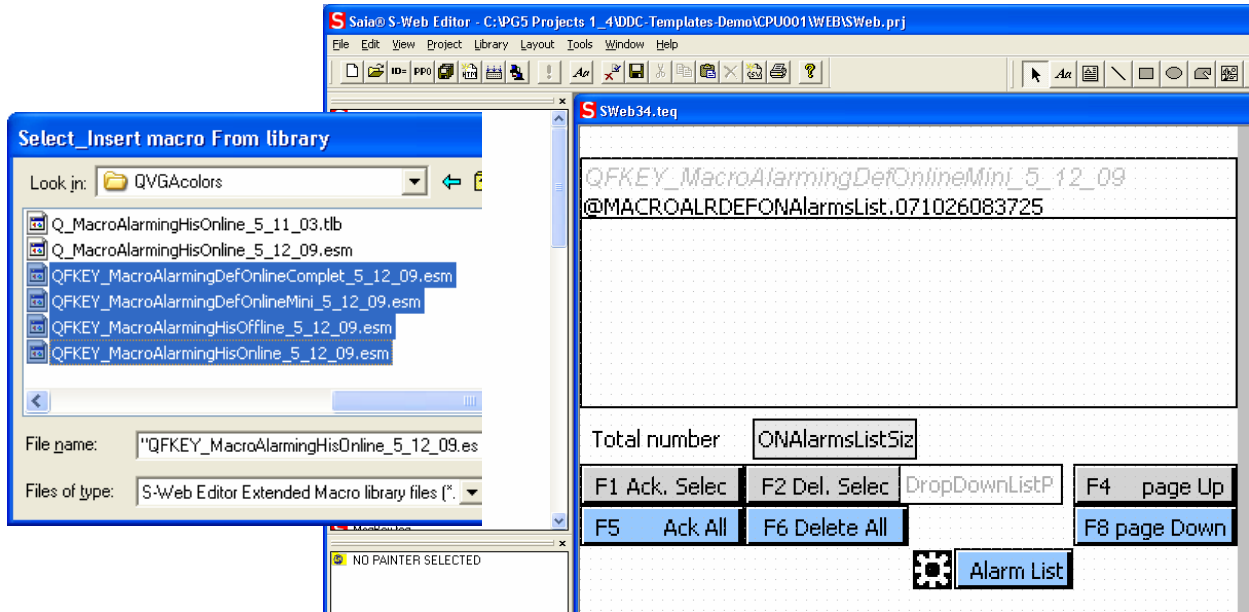 Saia® S-Web Editor - C:\PG5 Projects 1_4\DDC-Templates-Demo\CPU001\WEB\SWeb.prj
File Edit View Project Library Layout Tools Window Help
ID= PPO Aa ? Aa
SWeb34.teq
Select_Insert macro From library
Look in: QVGAcolors
Q_MacroAlarmingHisOnline_5_11_03.tlb
Q_MacroAlarmingHisOnline_5_12_09.esm
QFKEY_MacroAlarmingDefOnlineComplet_5_12_09.esm
QFKEY_MacroAlarmingDefOnlineMini_5_12_09.esm
QFKEY_MacroAlarmingHisOffline_5_12_09.esm
QFKEY_MacroAlarmingHisOnline_5_12_09.esm
File name: "QFKEY_MacroAlarmingHisOnline_5_12_09.es
Files of type: S-Web Editor Extended Macro library files (*.
NO PAINTER SELECTED
QFKEY_MacroAlarmingDefOnlineMini_5_12_09
@MACROALRDEFONAlarmsList.071026083725
Total number ONAlarmsListSiz
F1 Ack. Selec F2 Del. Selec DropDownListP F4 page Up
F5 Ack All F6 Delete All F8 page Down
Alarm List